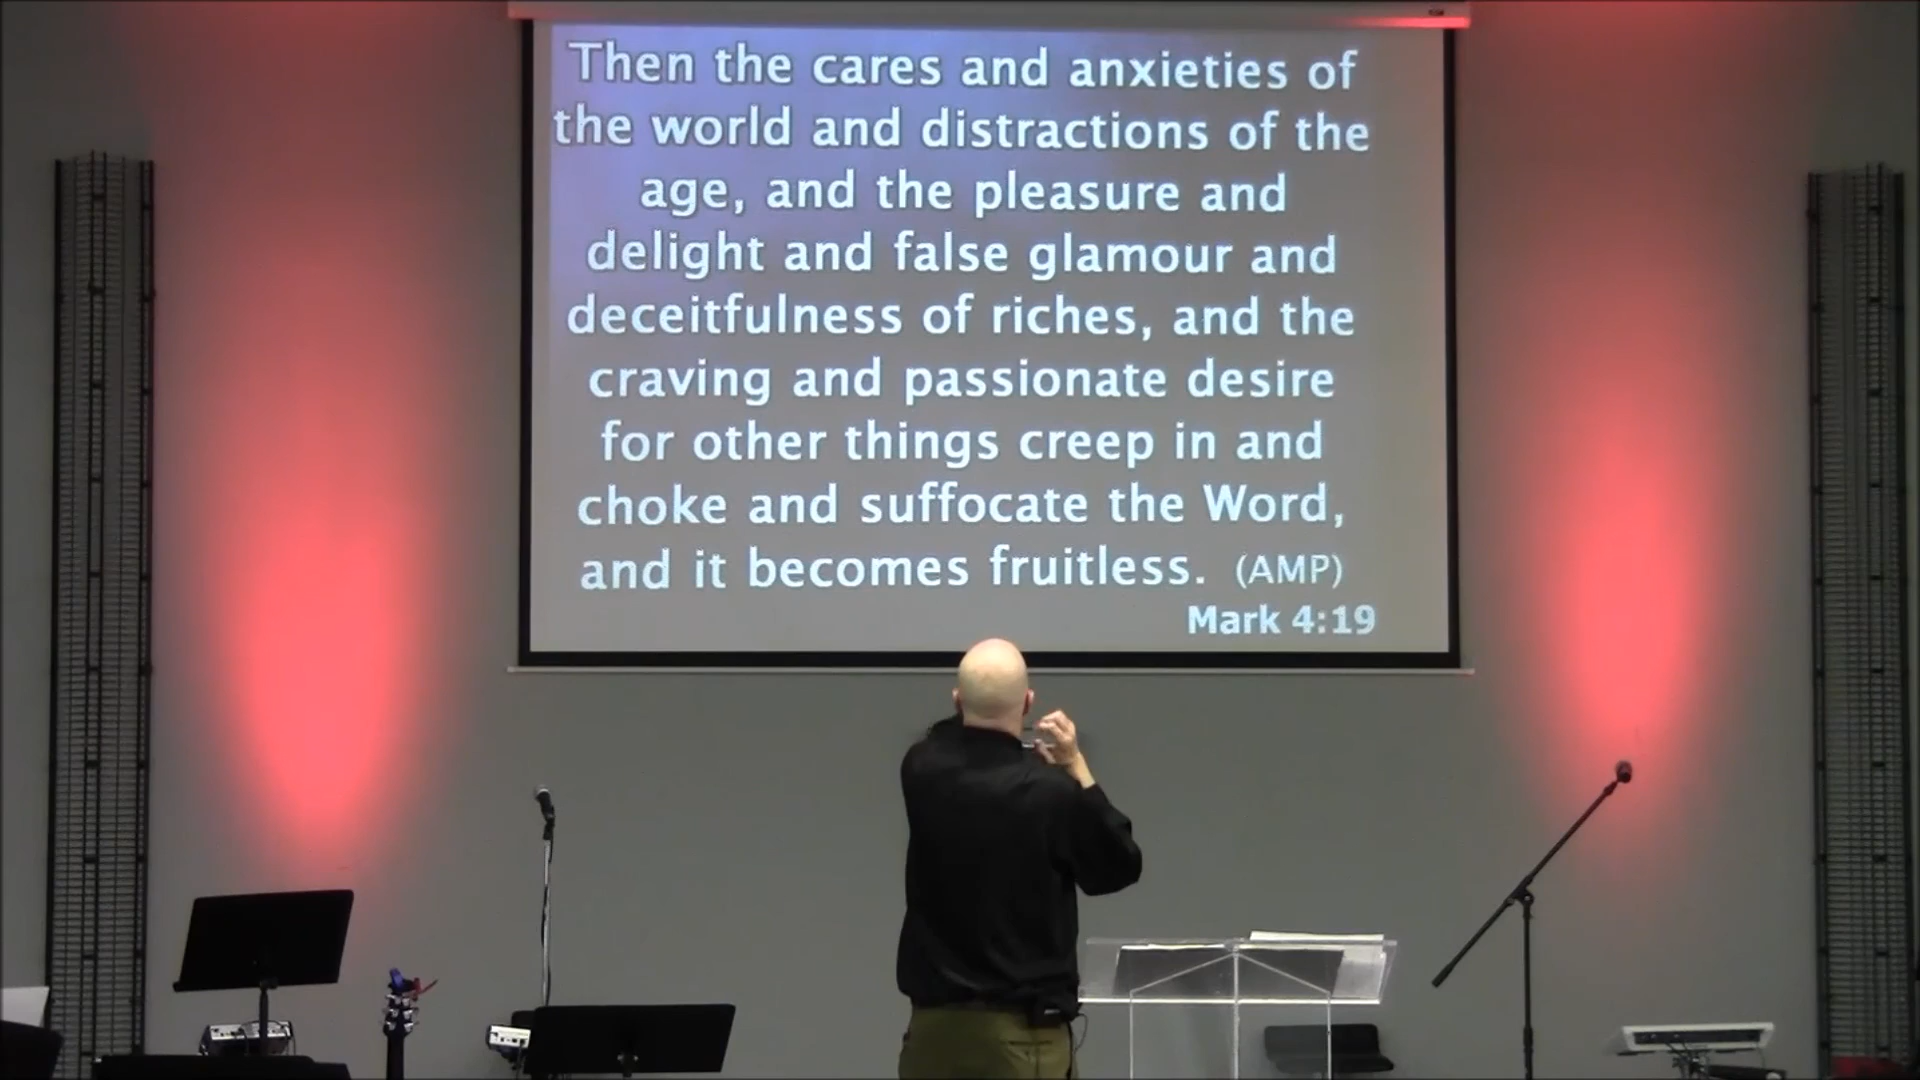 Then the cares and anxieties of
the world and distractions of the
age, and the pleasure and
delight and false glamour and
deceitfulness of riches, and the
craving and passionate desire
for other things creep in and
choke and suffocate the Word,
and it becomes fruitless. (AMP)
Mark 4:19